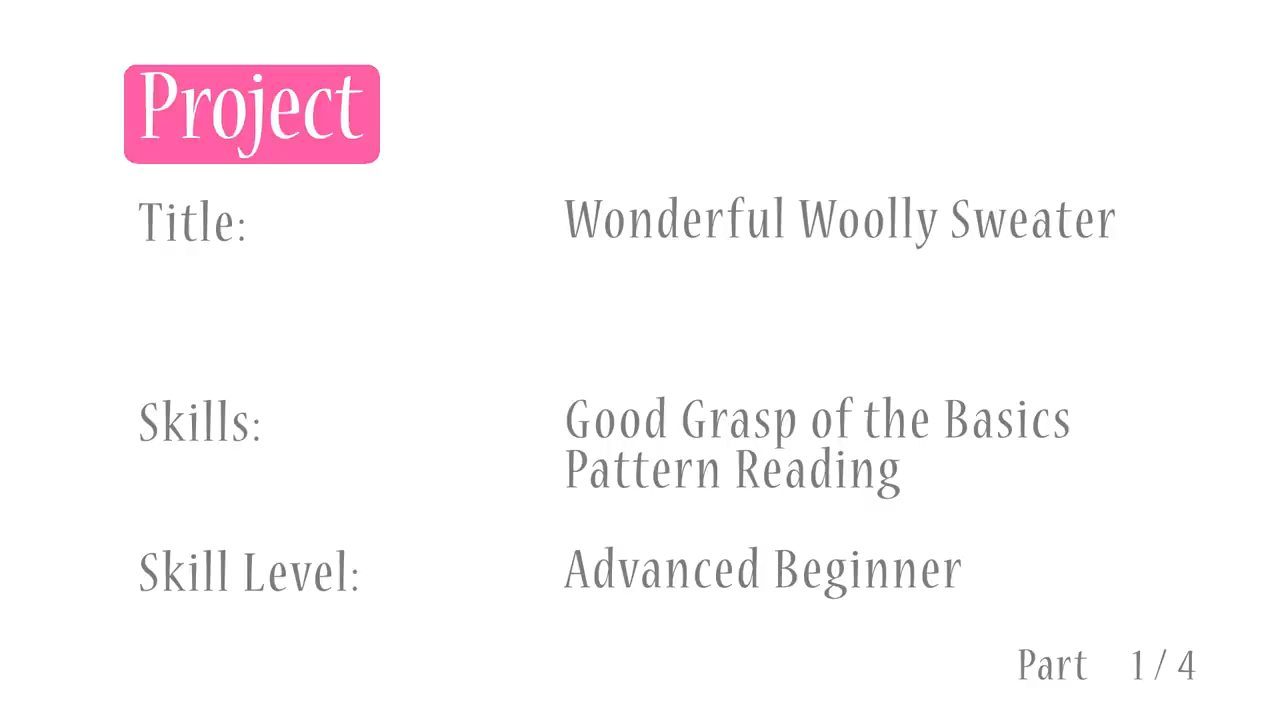 Project
Title: Wonderful Woolly Sweater
Skills: Good Grasp of the Basics
Pattern Reading
Skill Level: Advanced Beginner
Part 1 / 4